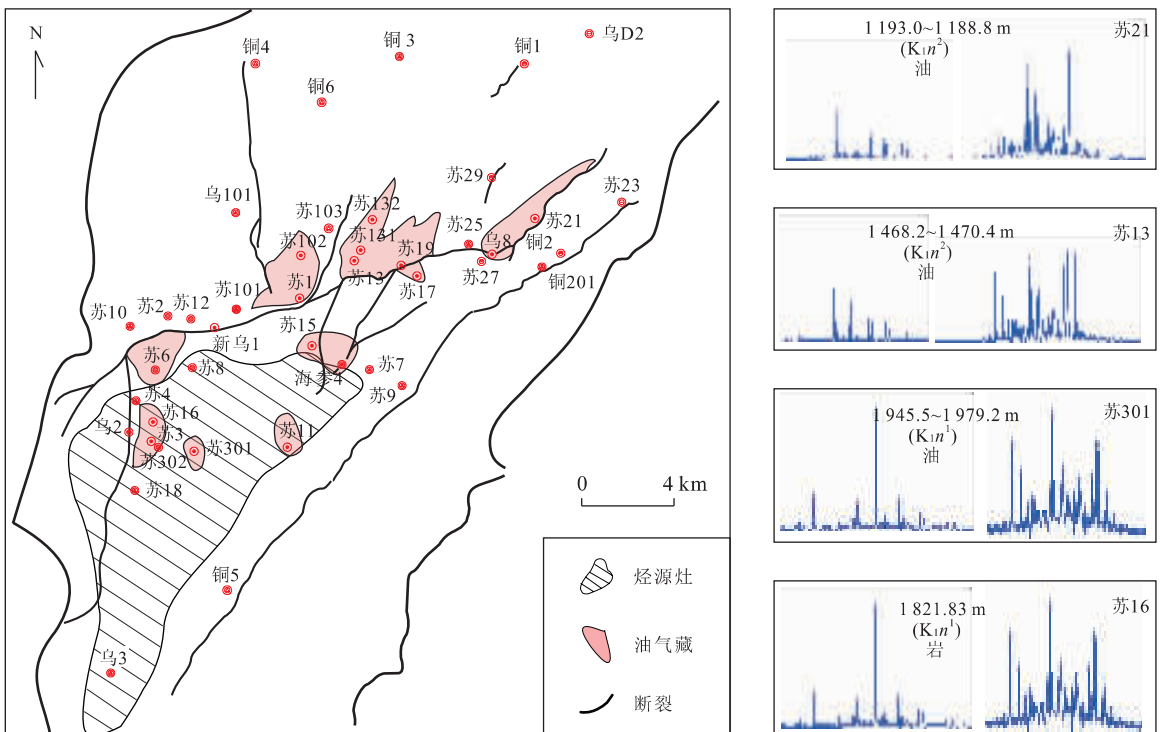 N
铜4
铜3
铜1
乌D2
铜6
乌101
苏103
苏132
苏29
苏23
苏102
苏131
苏19
苏25
苏21
乌8
铜2
苏13
苏17
苏27
铜201
苏1
苏101
苏10
苏2
苏12
新乌1
苏15
苏6
苏8
海参4
苏7
苏9
苏4
苏16
乌2
苏3
苏301
苏11
苏302
苏18
铜5
乌3
0 4 km
烃源灶
油气藏
断裂
1 193.0~1 188.8 m
(K₁n²)
油
苏21
1 468.2~1 470.4 m
(K₁n²)
油
苏13
1 945.5~1 979.2 m
(K₁n¹)
油
苏301
1 821.83 m
(K₁n¹)
岩
苏16